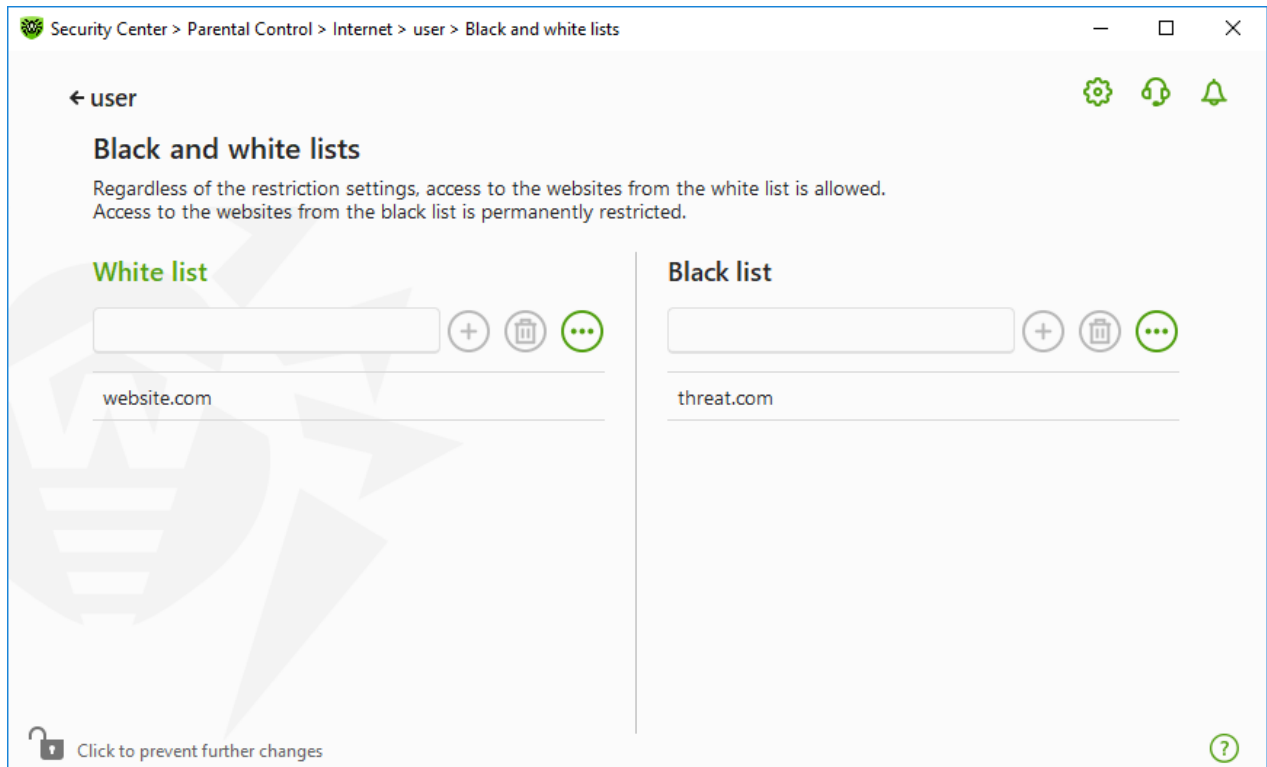 Security Center > Parental Control > Internet > user > Black and white lists
user
Black and white lists
Regardless of the restriction settings, access to the websites from the white list is allowed.
Access to the websites from the black list is permanently restricted.
White list
website.com
Black list
threat.com
Click to prevent further changes
?